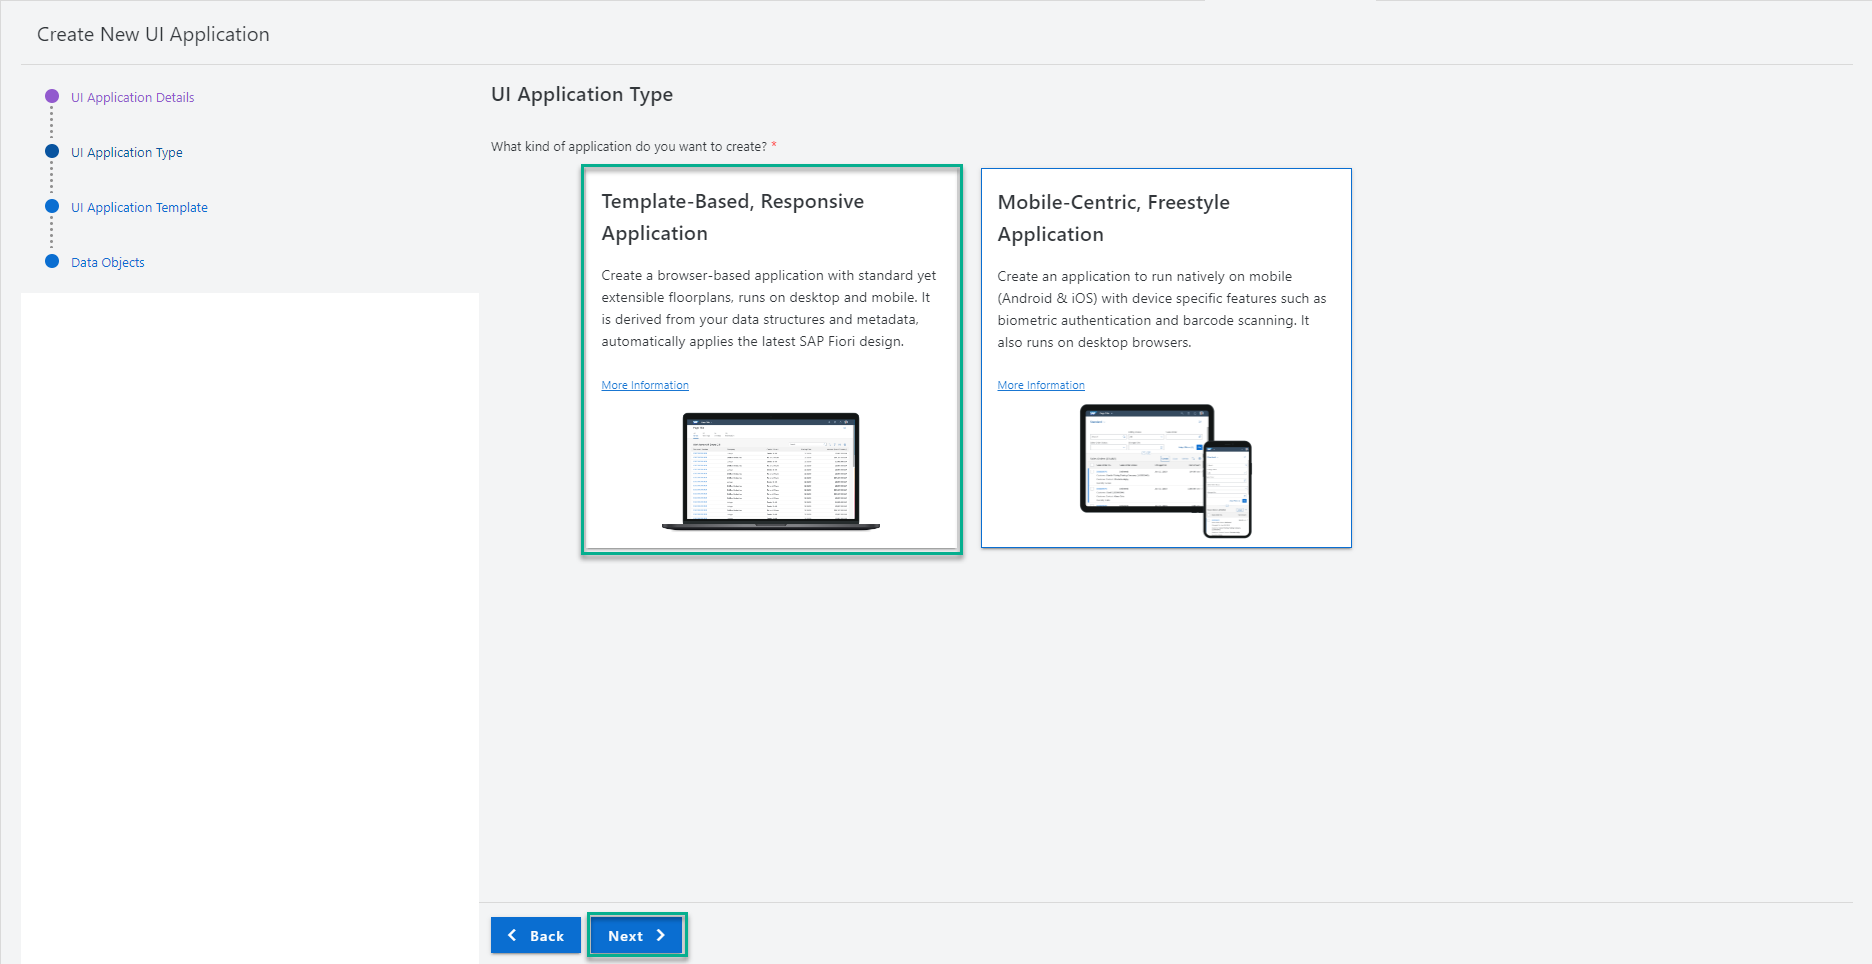 Create New UI Application
UI Application Details
UI Application Type
UI Application Template
Data Objects
UI Application Type
What kind of application do you want to create? *
Template-Based, Responsive
Application
Create a browser-based application with standard yet
extensible floorplans, runs on desktop and mobile. It
is derived from your data structures and metadata,
automatically applies the latest SAP Fiori design.
More Information
Mobile-Centric, Freestyle
Application
Create an application to run natively on mobile
(Android & iOS) with device specific features such as
biometric authentication and barcode scanning. It
also runs on desktop browsers.
More Information
Back
Next